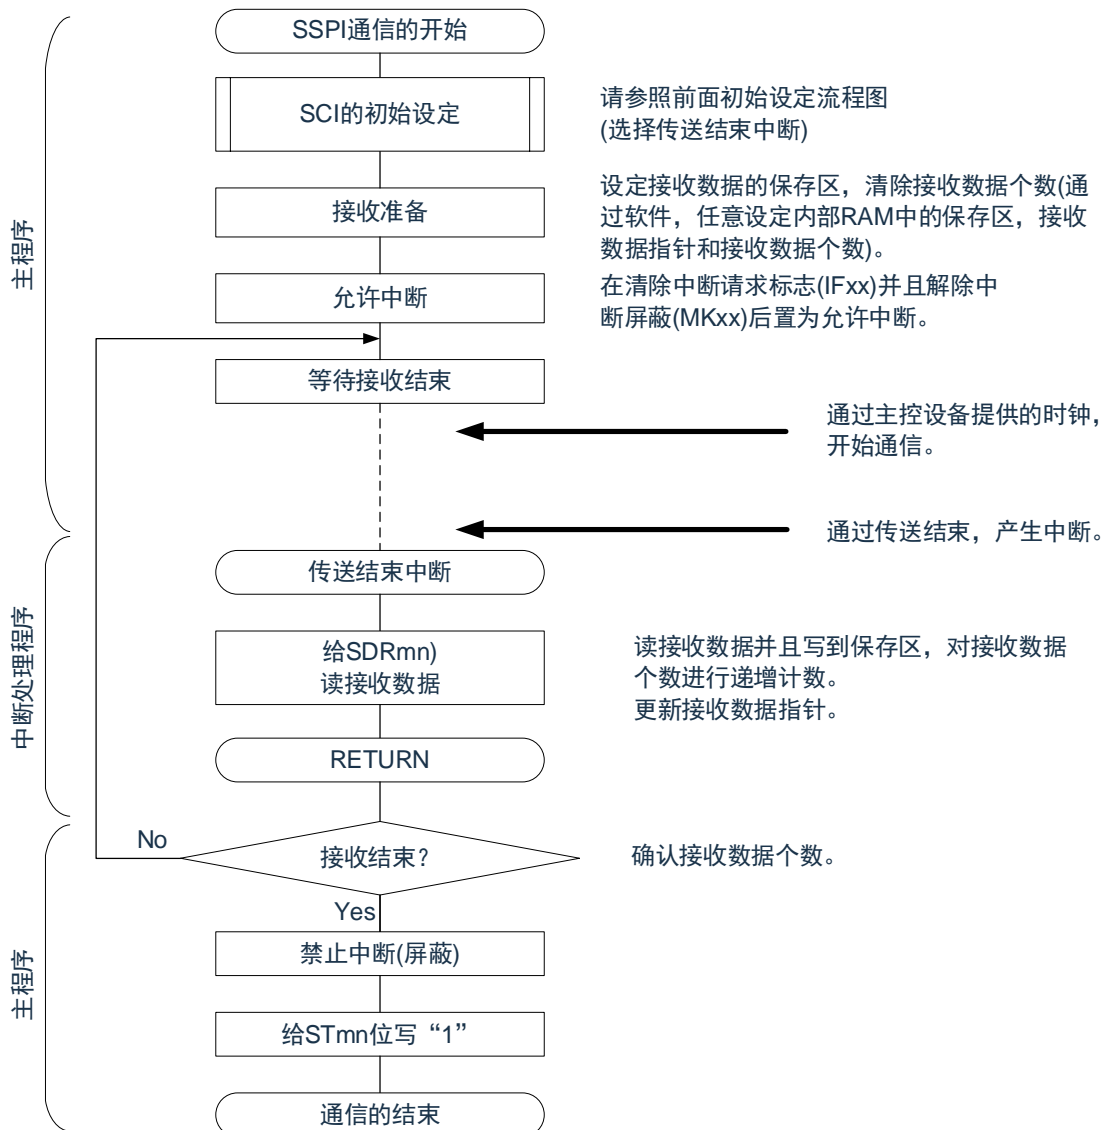 SSPI通信的开始
SCI的初始设定
请参照前面初始设定流程图
(选择传送结束中断)
接收准备
设定接收数据的保存区，清除接收数据个数(通
过软件，任意设定内部RAM中的保存区，接收
数据指针和接收数据个数)。
主程序
允许中断
在清除中断请求标志(IFxx)并且解除中
断屏蔽(MKxx)后置为允许中断。
等待接收结束
通过主控设备提供的时钟，
开始通信。
通过传送结束，产生中断。
传送结束中断
中断处理程序
给SDRmn)
读接收数据
读接收数据并且写到保存区，对接收数据
个数进行递增计数。
更新接收数据指针。
RETURN
No
接收结束？
确认接收数据个数。
Yes
禁止中断(屏蔽)
主程序
给STmn位写“1”
通信的结束